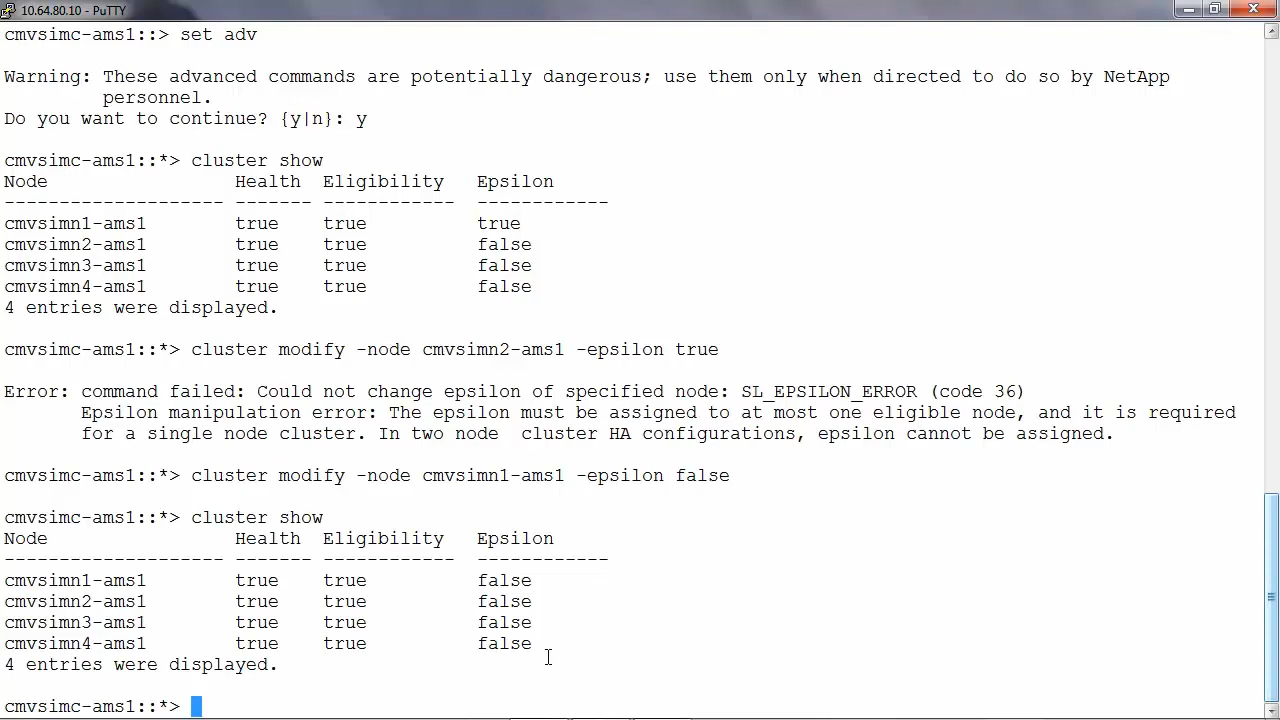 10.64.80.10 - PuTTY
cmvsimc-ams1::> set adv
Warning: These advanced commands are potentially dangerous; use them only when directed to do so by NetApp
personnel.
Do you want to continue? {y|n}: y
cmvsimc-ams1::*> cluster show
Node                 Health  Eligibility   Epsilon
-------------------- ------- ------------  ------------
cmvsimn1-ams1        true    true          true
cmvsimn2-ams1        true    true          false
cmvsimn3-ams1        true    true          false
cmvsimn4-ams1        true    true          false
4 entries were displayed.
cmvsimc-ams1::*> cluster modify -node cmvsimn2-ams1 -epsilon true
Error: command failed: Could not change epsilon of specified node: SL_EPSILON_ERROR (code 36)
Epsilon manipulation error: The epsilon must be assigned to at most one eligible node, and it is required
for a single node cluster. In two node  cluster HA configurations, epsilon cannot be assigned.
cmvsimc-ams1::*> cluster modify -node cmvsimn1-ams1 -epsilon false
cmvsimc-ams1::*> cluster show
Node                 Health  Eligibility   Epsilon
-------------------- ------- ------------  ------------
cmvsimn1-ams1        true    true          false
cmvsimn2-ams1        true    true          false
cmvsimn3-ams1        true    true          false
cmvsimn4-ams1        true    true          false
4 entries were displayed.
cmvsimc-ams1::*>